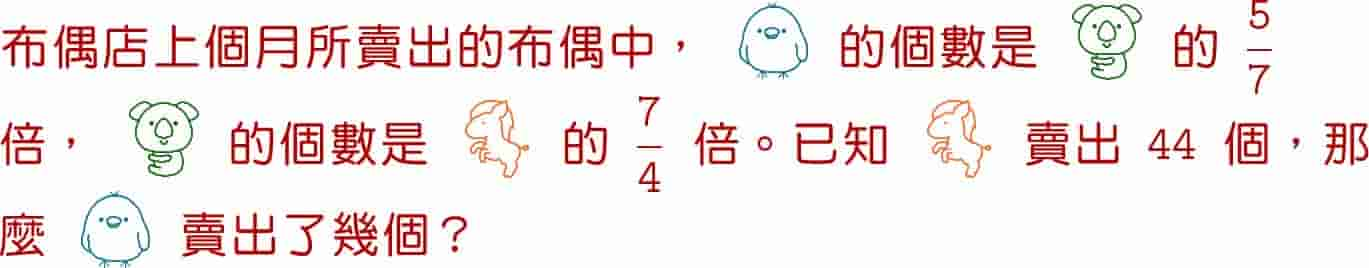 布偶店上個月所賣出的布偶中，的個數是的 5/7
倍，的個數是的 7/4 倍。已知賣出 44 個，那
麼賣出了幾個？